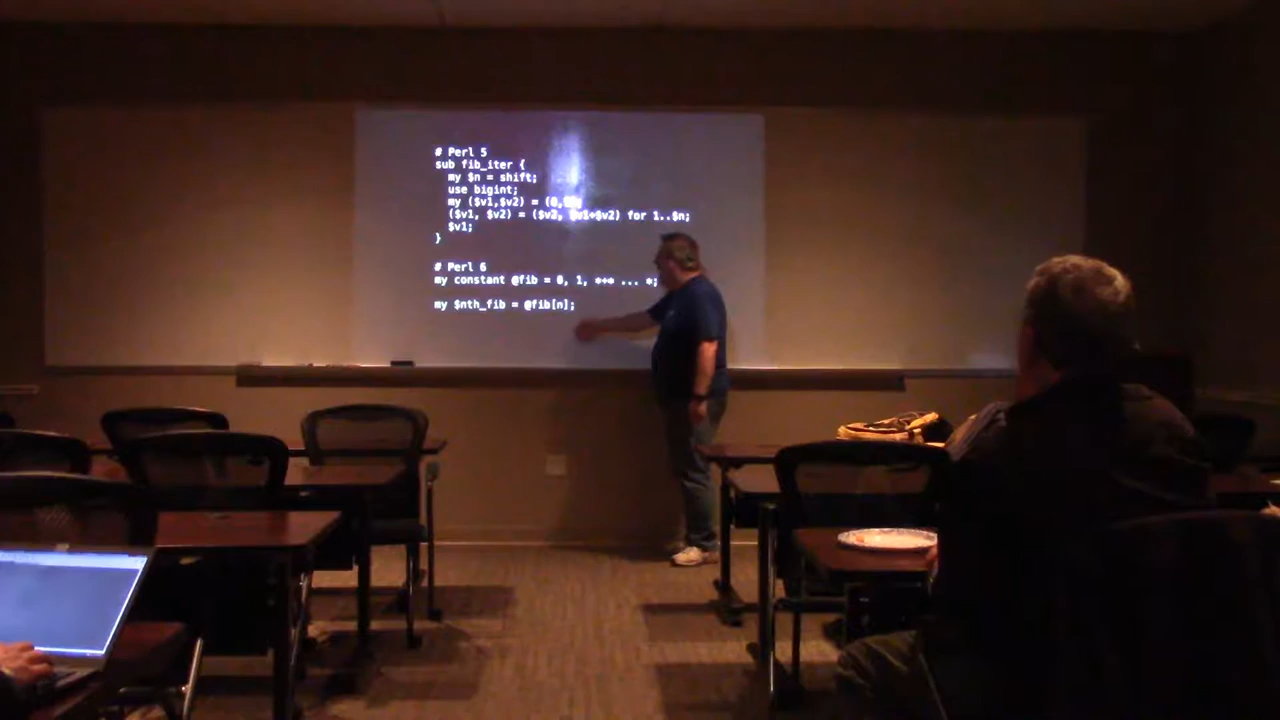 # Perl 5
sub fib_iter {
my $n = shift;
use bigint;
my ($v1,$v2) = (0,
($v1, $v2) = ($v2, $v1+$v2) for 1..$n;
$v1;
}
# Perl 6
my constant @fib = 0, 1, *+* ... *;
my $nth_fib = @fib[n];